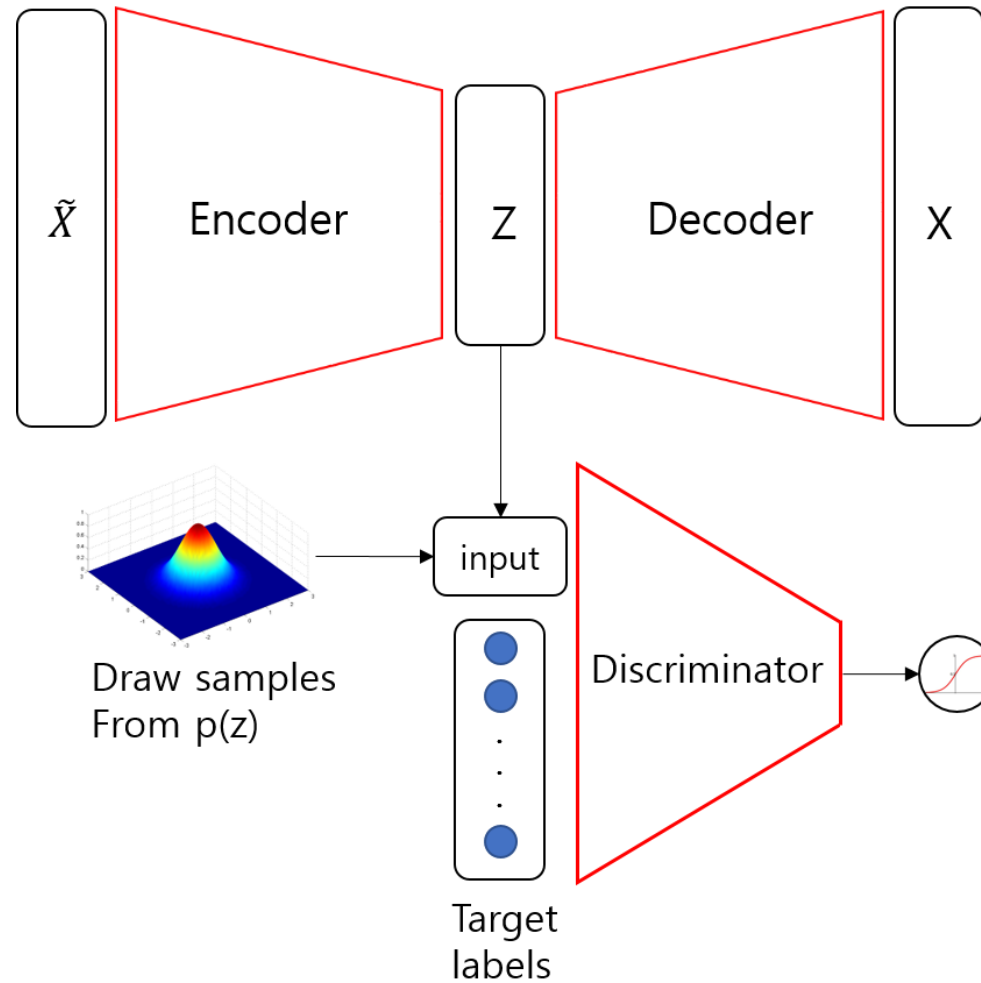 X̃
Encoder
Z
Decoder
X
input
Draw samples
From p(z)
Discriminator
Target
labels